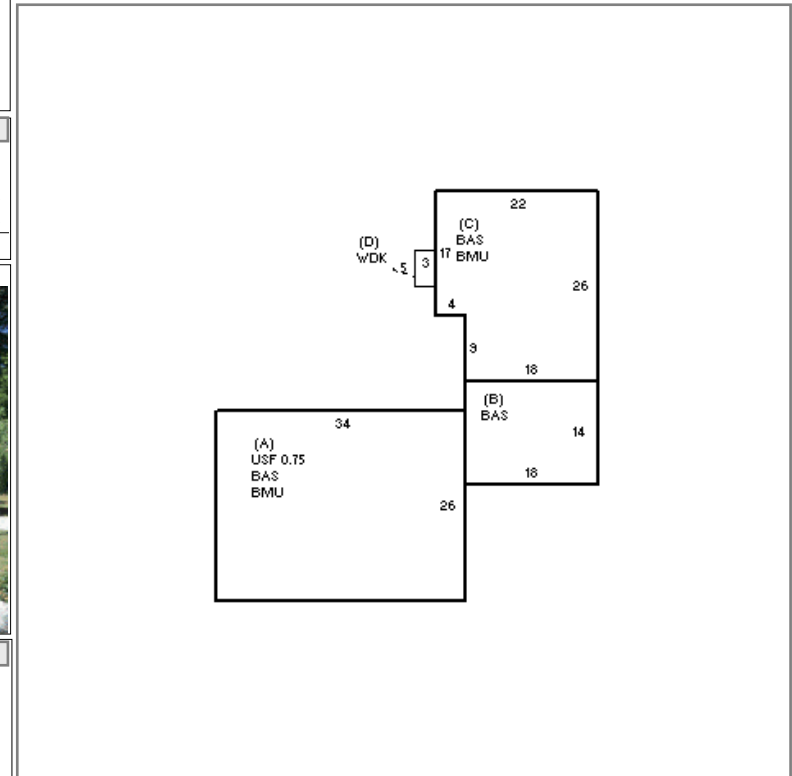 22
(C)
BAS
BMU
17
(D)
WDK
5
3
26
4
9
18
(B)
BAS
14
18
34
(A)
USF 0.75
BAS
BMU
26